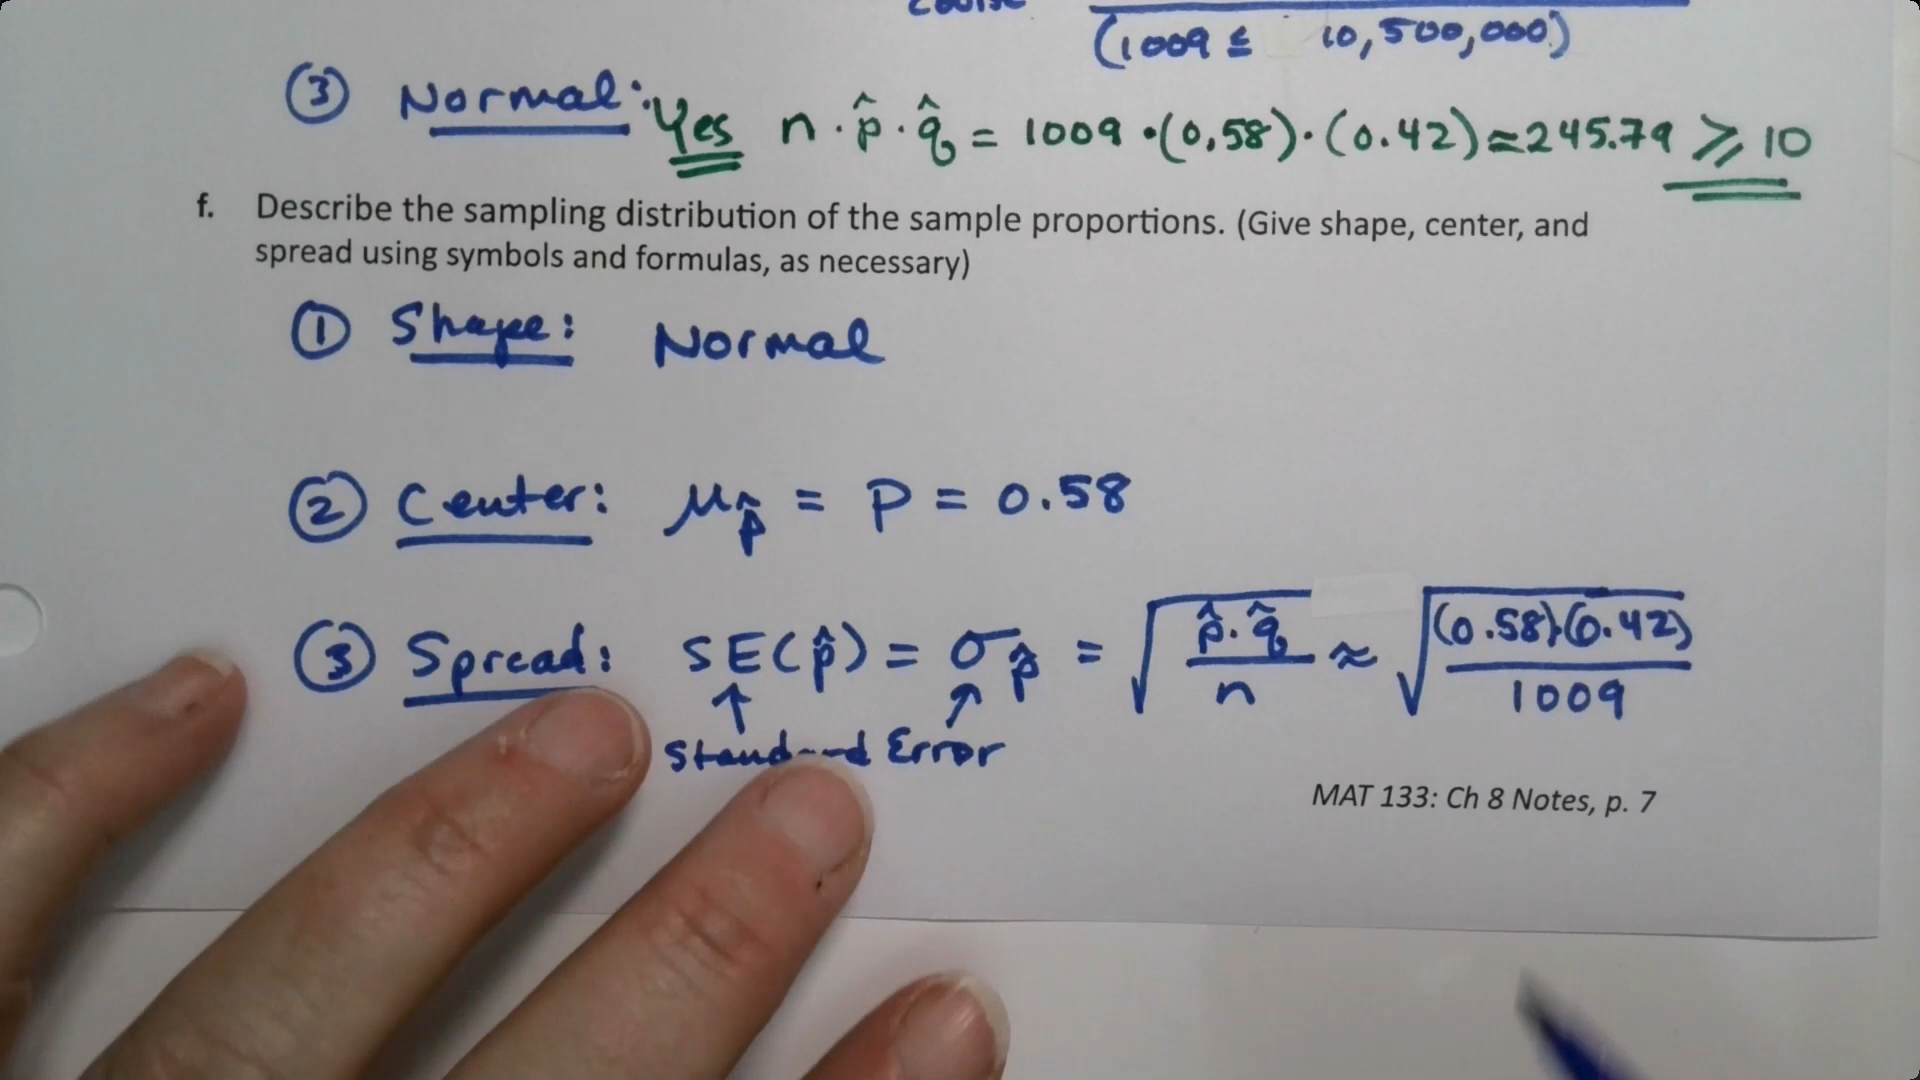 (1009 ≤ 10,500,000)
③ Normal: Yes n · p̂ · q̂ = 1009 · (0.58) · (0.42) ≈ 245.79 ≥ 10
f. Describe the sampling distribution of the sample proportions. (Give shape, center, and
spread using symbols and formulas, as necessary)
① Shape: Normal
② Center: μp̂ = p = 0.58
③ Spread: SE(p̂) = σp̂ = √(p̂ · q̂ / n) ≈ √((0.58)·(0.42) / 1009)
↑ ↑
Standard Error
MAT 133: Ch 8 Notes, p. 7